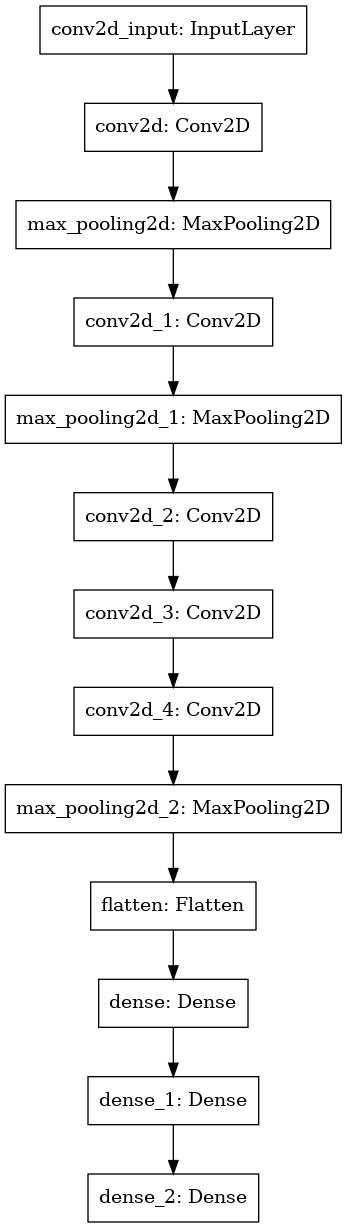 conv2d_input: InputLayer
conv2d: Conv2D
max_pooling2d: MaxPooling2D
conv2d_1: Conv2D
max_pooling2d_1: MaxPooling2D
conv2d_2: Conv2D
conv2d_3: Conv2D
conv2d_4: Conv2D
max_pooling2d_2: MaxPooling2D
flatten: Flatten
dense: Dense
dense_1: Dense
dense_2: Dense